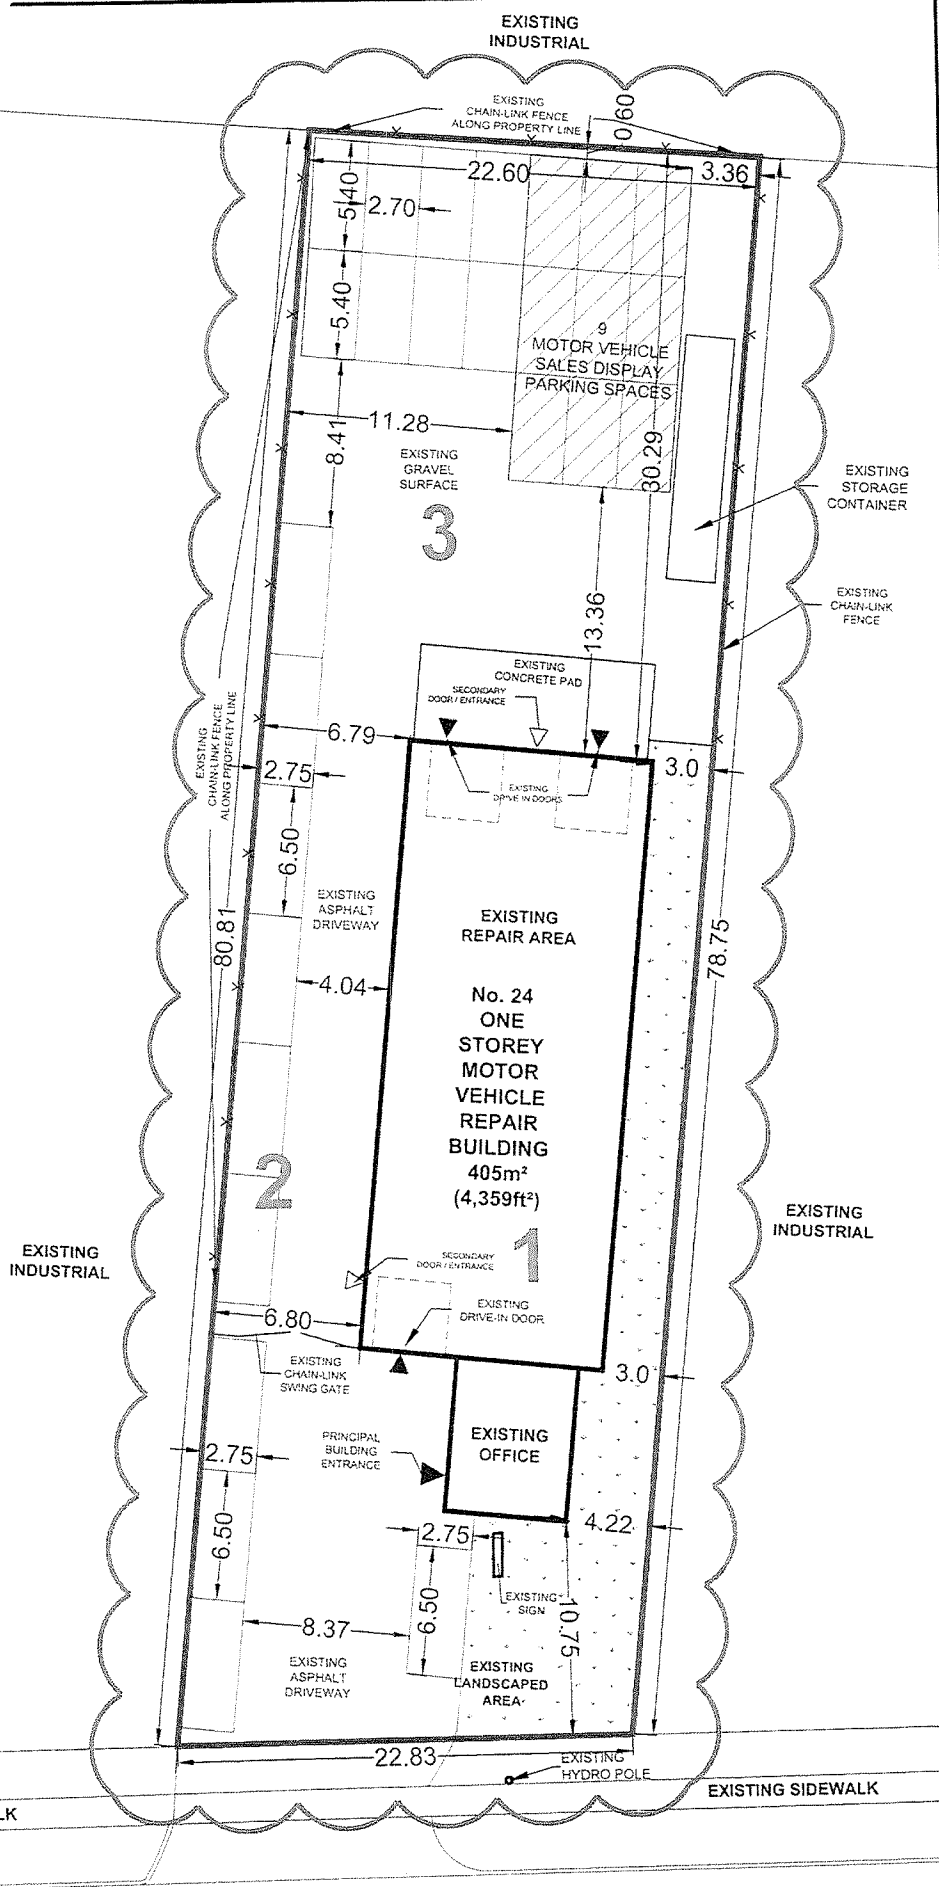 EXISTING
INDUSTRIAL
EXISTING
CHAIN-LINK FENCE
ALONG PROPERTY LINE
0.60
22.60
3.36
5.40
2.70
5.40
9
MOTOR VEHICLE
SALES DISPLAY
PARKING SPACES
11.28
8.41
30.29
EXISTING
GRAVEL
SURFACE
EXISTING
STORAGE
CONTAINER
3
13.36
EXISTING
CHAIN-LINK
FENCE
EXISTING
CONCRETE PAD
SECONDARY
DOOR / ENTRANCE
EXISTING
CHAIN-LINK FENCE
ALONG PROPERTY LINE
6.79
2.75
3.0
EXISTING
DRIVE IN DOORS
6.50
EXISTING
ASPHALT
DRIVEWAY
EXISTING
REPAIR AREA
80.81
78.75
4.04
No. 24
ONE
STOREY
MOTOR
VEHICLE
REPAIR
BUILDING
405m²
(4,359ft²)
2
1
EXISTING
INDUSTRIAL
EXISTING
INDUSTRIAL
SECONDARY
DOOR / ENTRANCE
6.80
EXISTING
DRIVE-IN DOOR
EXISTING
CHAIN-LINK
SWING GATE
3.0
PRINCIPAL
BUILDING
ENTRANCE
EXISTING
OFFICE
2.75
6.50
2.75
4.22
6.50
EXISTING
SIGN
10.75
8.37
EXISTING
ASPHALT
DRIVEWAY
EXISTING
LANDSCAPED
AREA
22.83
EXISTING
HYDRO POLE
EXISTING SIDEWALK
LK